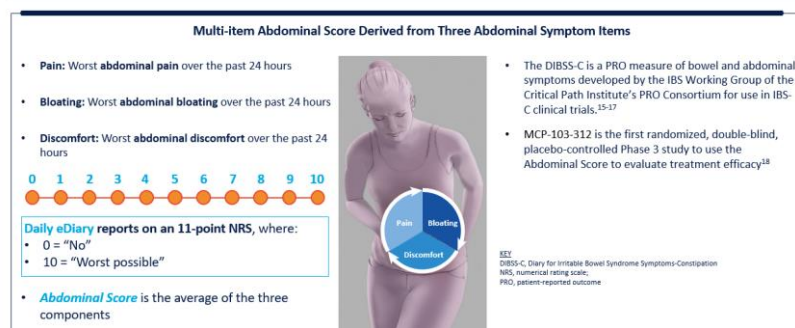 Multi-item Abdominal Score Derived from Three Abdominal Symptom Items
• Pain: Worst abdominal pain over the past 24 hours
• Bloating: Worst abdominal bloating over the past 24 hours
• Discomfort: Worst abdominal discomfort over the past 24
hours
0 1 2 3 4 5 6 7 8 9 10
Daily eDiary reports on an 11-point NRS, where:
• 0 = “No”
• 10 = “Worst possible”
• Abdominal Score is the average of the three
components
Pain
Bloating
Discomfort
• The DIBSS-C is a PRO measure of bowel and abdominal
symptoms developed by the IBS Working Group of the
Critical Path Institute’s PRO Consortium for use in IBS-
C clinical trials.15-17
• MCP-103-312 is the first randomized, double-blind,
placebo-controlled Phase 3 study to use the
Abdominal Score to evaluate treatment efficacy18
KEY
DIBSS-C, Diary for Irritable Bowel Syndrome Symptoms-Constipation
NRS, numerical rating scale;
PRO, patient-reported outcome